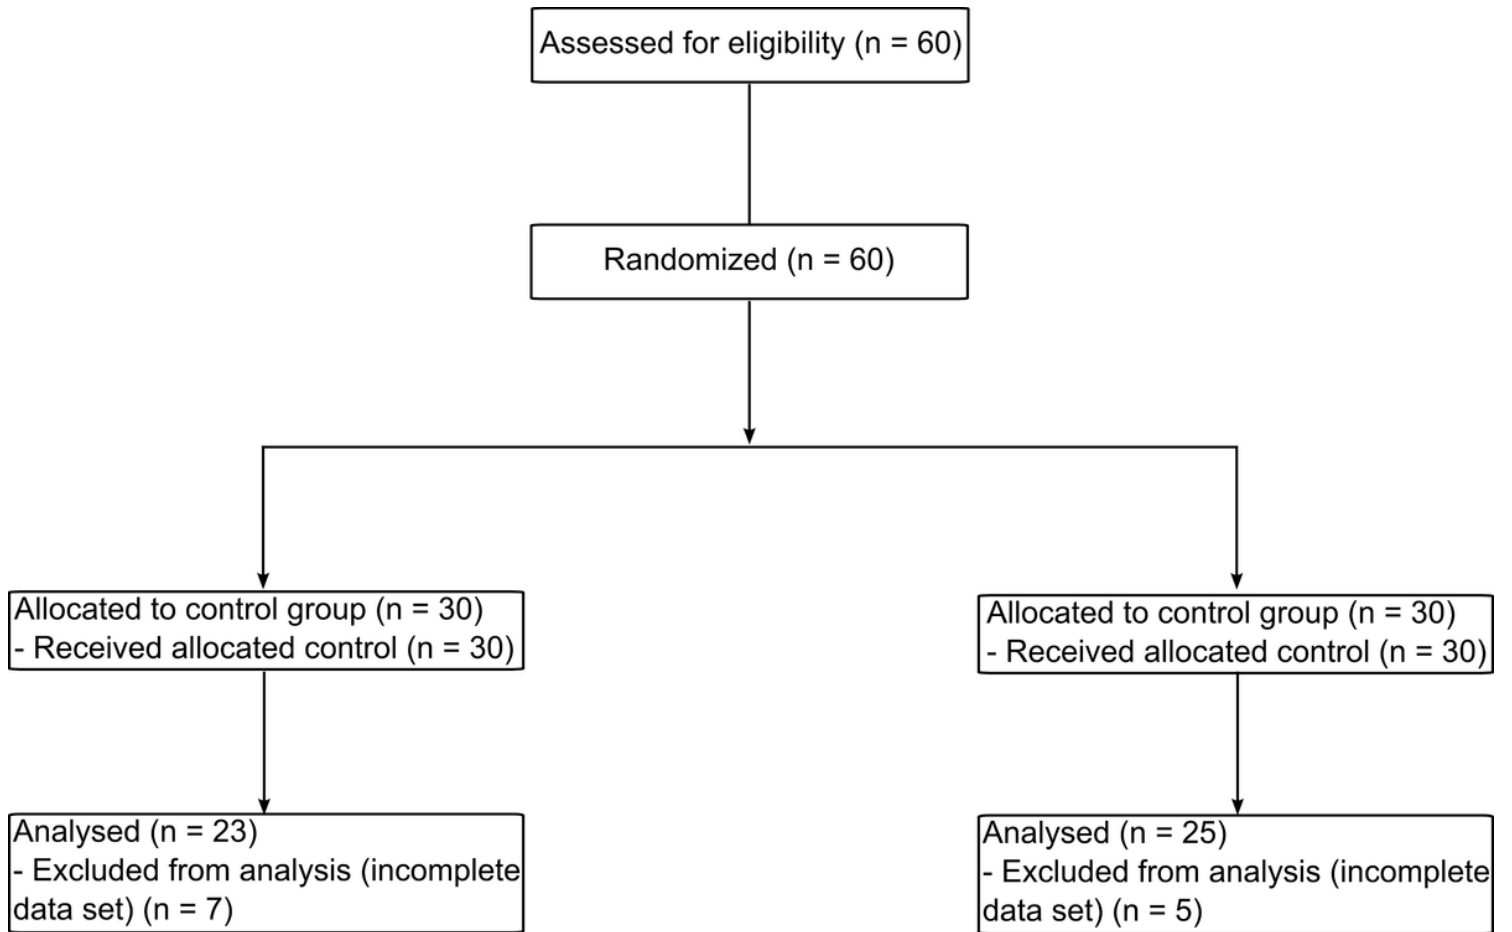 Assessed for eligibility (n = 60)
Randomized (n = 60)
Allocated to control group (n = 30)
- Received allocated control (n = 30)
Allocated to control group (n = 30)
- Received allocated control (n = 30)
Analysed (n = 23)
- Excluded from analysis (incomplete
data set) (n = 7)
Analysed (n = 25)
- Excluded from analysis (incomplete
data set) (n = 5)